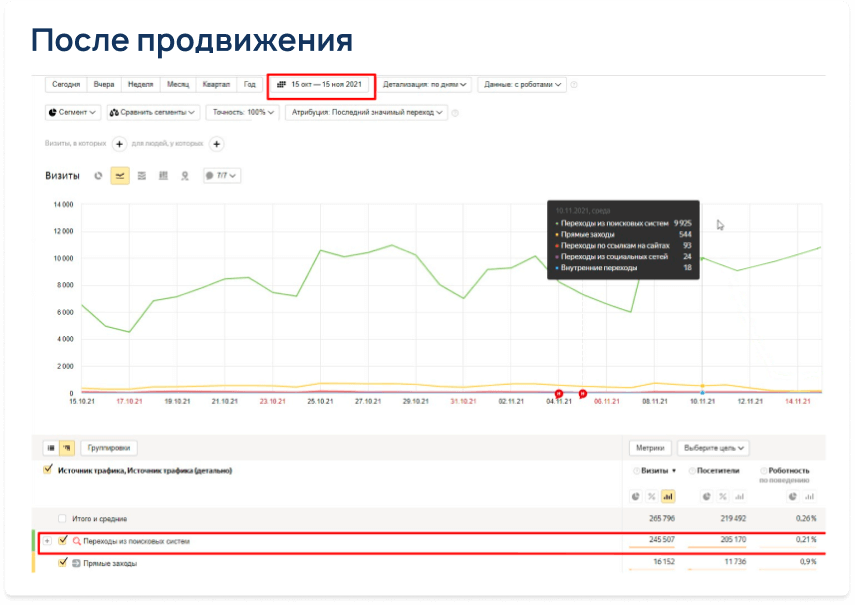 После продвижения
Сегодня Вчера Неделя Месяц Квартал Год 15 окт — 15 ноя 2021 Детализация: по дням Данные: с роботами
Сегмент Сравнить сегменты Точность: 100% Атрибуция: Последний значимый переход
Визиты, в которых + для людей, у которых +
Визиты 7/7
14 000
12 000
10 000
8 000
6 000
4 000
2 000
0
10.11.2021, среда
Переходы из поисковых систем 9 925
Прямые заходы 544
Переходы по ссылкам на сайтах 93
Переходы из социальных сетей 24
Внутренние переходы 18
15.10.21 17.10.21 19.10.21 21.10.21 23.10.21 25.10.21 27.10.21 29.10.21 31.10.21 02.11.21 04.11.21 06.11.21 08.11.21 10.11.21 12.11.21 14.11.21
Группировки Метрики Выберите цель
Источник трафика, Источник трафика (детально) Визиты ▼ Посетители Роботность
по поведению
% %
Итого и средние 265 796 219 492 0,26 %
+ Переходы из поисковых систем 245 507 205 170 0,21 %
Прямые заходы 16 152 11 736 0,9 %